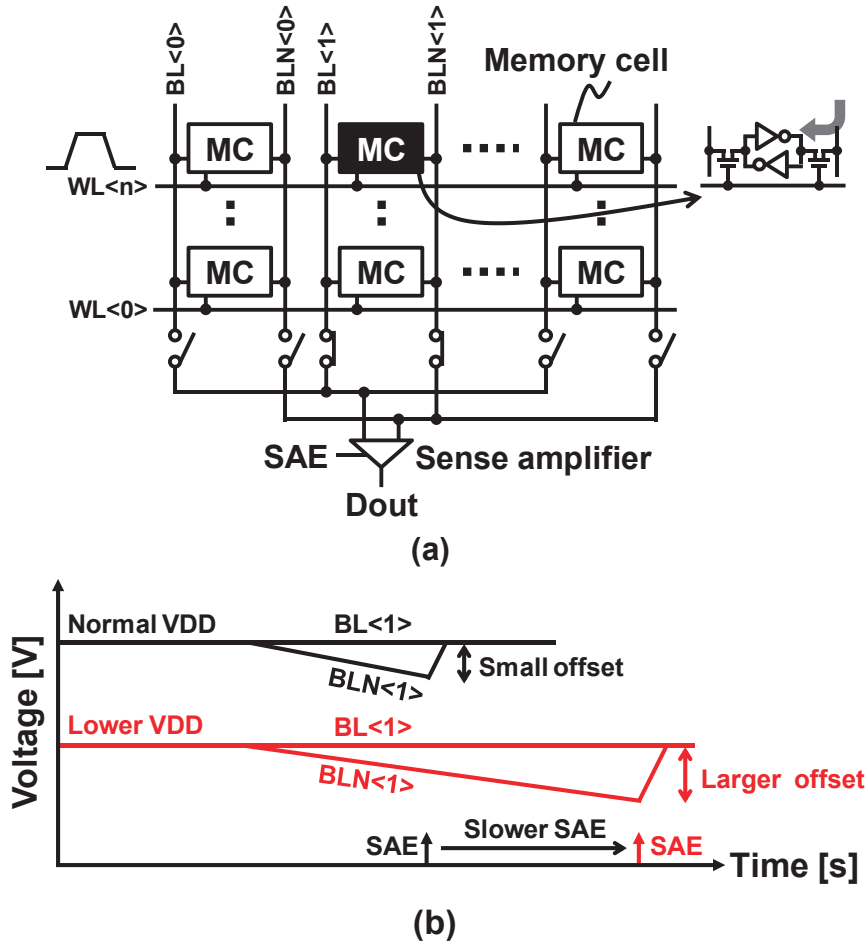 BL<0>
BLN<0>
BL<1>
BLN<1>
Memory cell
MC
MC
MC
WL<n>
MC
MC
MC
WL<0>
SAE
Sense amplifier
Dout
(a)
Voltage [V]
Normal VDD
BL<1>
BLN<1>
Small offset
Lower VDD
BL<1>
BLN<1>
Larger offset
SAE
Slower SAE
SAE
Time [s]
(b)